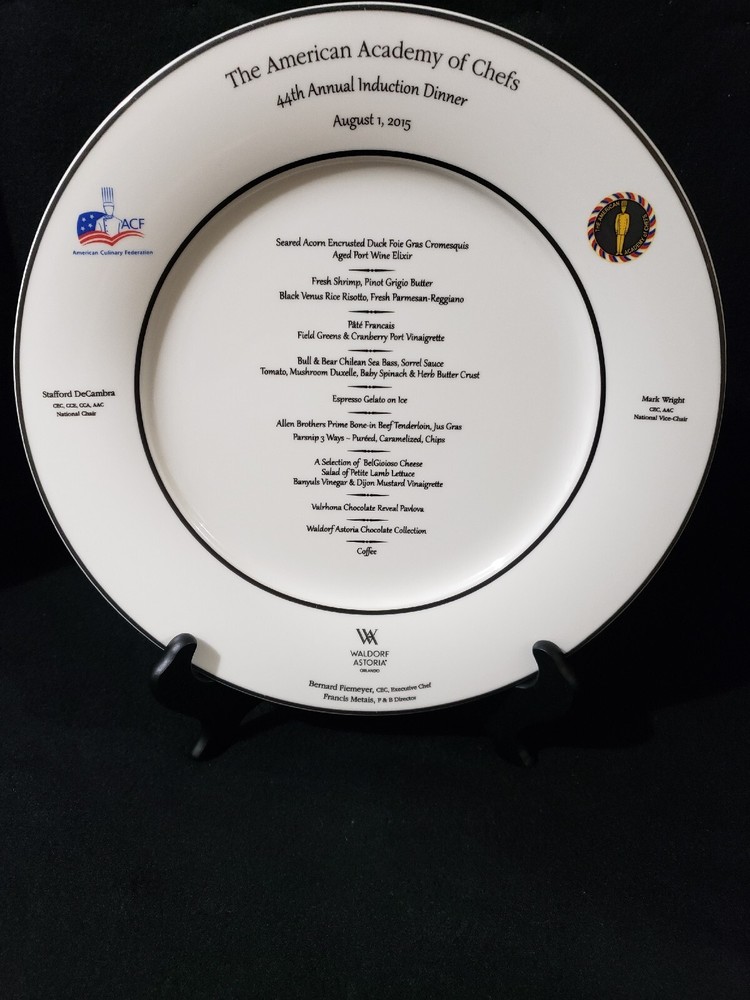 The American Academy of Chefs
44th Annual Induction Dinner
August 1, 2015
ACF
American Culinary Federation
THE AMERICAN ACADEMY OF CHEFS
Seared Acorn Encrusted Duck Foie Gras Cromesquis
Aged Port Wine Elixir
Fresh Shrimp, Pinot Grigio Butter
Black Venus Rice Risotto, Fresh Parmesan-Reggiano
Pâté Francais
Field Greens & Cranberry Port Vinaigrette
Bull & Bear Chilean Sea Bass, Sorrel Sauce
Tomato, Mushroom Duxelle, Baby Spinach & Herb Butter Crust
Espresso Gelato on Ice
Allen Brothers Prime Bone-in Beef Tenderloin, Jus Gras
Parsnip 3 Ways – Puréed, Caramelized, Chips
A Selection of BelGioioso Cheese
Salad of Petite Lamb Lettuce
Banyuls Vinegar & Dijon Mustard Vinaigrette
Valrhona Chocolate Reveal Pavlova
Waldorf Astoria Chocolate Collection
Coffee
Stafford DeCambra
CEC, CCE, CCA, AAC
National Chair
Mark Wright
CEC, AAC
National Vice-Chair
WA
WALDORF
ASTORIA
ORLANDO
Bernard Fiemeyer, CEC, Executive Chef
Francis Metais, F & B Director